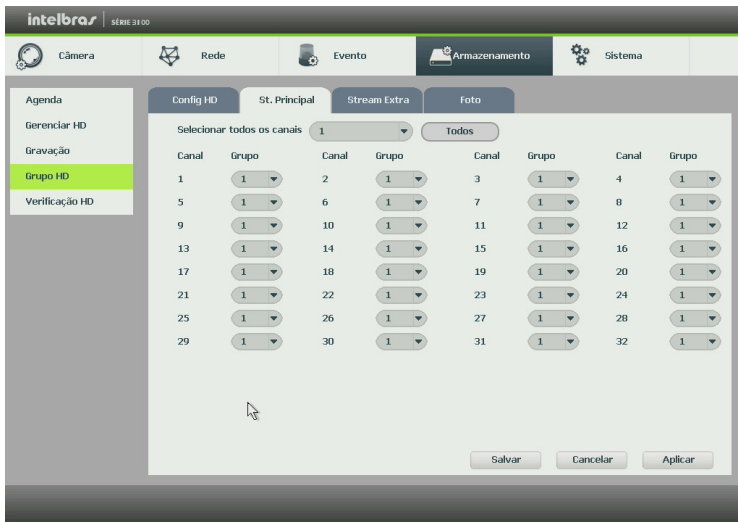 intelbras SÉRIE 3100
Câmera Rede Evento Armazenamento Sistema
Agenda
Gerenciar HD
Gravação
Grupo HD
Verificação HD
Config HD St. Principal Stream Extra Foto
Selecionar todos os canais 1 Todos
Canal Grupo Canal Grupo Canal Grupo Canal Grupo
1 1 2 1 3 1 4 1
5 1 6 1 7 1 8 1
9 1 10 1 11 1 12 1
13 1 14 1 15 1 16 1
17 1 18 1 19 1 20 1
21 1 22 1 23 1 24 1
25 1 26 1 27 1 28 1
29 1 30 1 31 1 32 1
Salvar Cancelar Aplicar